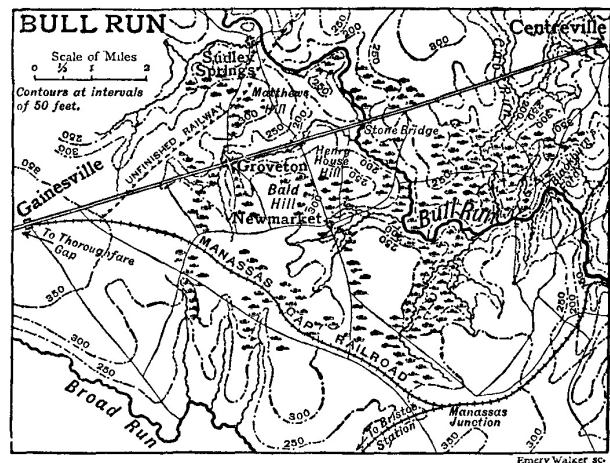 BULL RUN
Scale of Miles
0 ½ 1 2
Contours at intervals
of 50 feet.
Centreville
Sudley
Springs
Matthews
Hill
UNFINISHED RAILWAY
Stone Bridge
Groveton
Henry
House
Hill
Bald
Hill
Newmarket
Gainesville
Bull Run
To Thoroughfare
Gap
MANASSAS GAP RAILROAD
Broad Run
To Bristoe
Station
Manassas
Junction
250
300
350
200
Emery Walker sc.